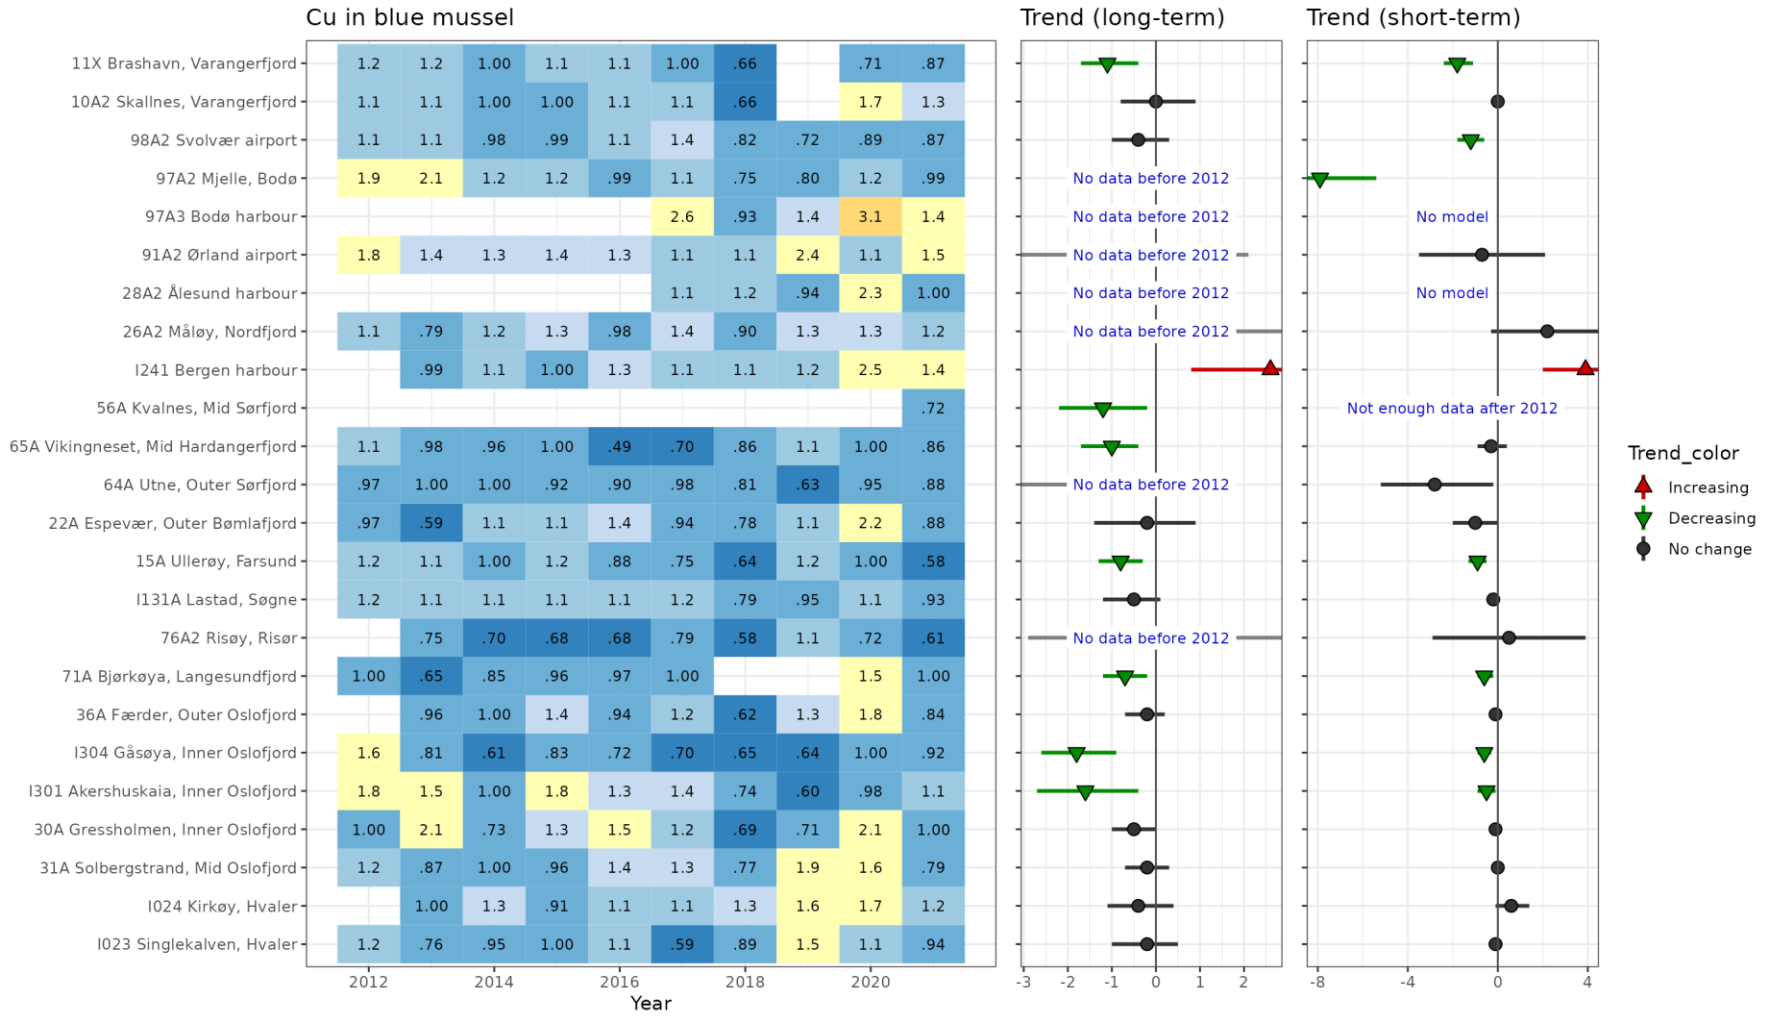 Cu in blue mussel Trend (long-term) Trend (short-term)
11X Brashavn, Varangerfjord 1.2 1.2 1.00 1.1 1.1 1.00 .66 .71 .87
10A2 Skallnes, Varangerfjord 1.1 1.1 1.00 1.00 1.1 1.1 .66 1.7 1.3
98A2 Svolvær airport 1.1 1.1 .98 .99 1.1 1.4 .82 .72 .89 .87
97A2 Mjelle, Bodø 1.9 2.1 1.2 1.2 .99 1.1 .75 .80 1.2 .99 No data before 2012
97A3 Bodø harbour 2.6 .93 1.4 3.1 1.4 No data before 2012 No model
91A2 Ørland airport 1.8 1.4 1.3 1.4 1.3 1.1 1.1 2.4 1.1 1.5 No data before 2012
28A2 Ålesund harbour 1.1 1.2 .94 2.3 1.00 No data before 2012 No model
26A2 Måløy, Nordfjord 1.1 .79 1.2 1.3 .98 1.4 .90 1.3 1.3 1.2 No data before 2012
I241 Bergen harbour .99 1.1 1.00 1.3 1.1 1.1 1.2 2.5 1.4
56A Kvalnes, Mid Sørfjord .72 Not enough data after 2012
65A Vikingneset, Mid Hardangerfjord 1.1 .98 .96 1.00 .49 .70 .86 1.1 1.00 .86
64A Utne, Outer Sørfjord .97 1.00 1.00 .92 .90 .98 .81 .63 .95 .88 No data before 2012
22A Espevær, Outer Bømlafjord .97 .59 1.1 1.1 1.4 .94 .78 1.1 2.2 .88
15A Ullerøy, Farsund 1.2 1.1 1.00 1.2 .88 .75 .64 1.2 1.00 .58
I131A Lastad, Søgne 1.2 1.1 1.1 1.1 1.1 1.2 .79 .95 1.1 .93
76A2 Risøy, Risør .75 .70 .68 .68 .79 .58 1.1 .72 .61 No data before 2012
71A Bjørkøya, Langesundfjord 1.00 .65 .85 .96 .97 1.00 1.5 1.00
36A Færder, Outer Oslofjord .96 1.00 1.4 .94 1.2 .62 1.3 1.8 .84
I304 Gåsøya, Inner Oslofjord 1.6 .81 .61 .83 .72 .70 .65 .64 1.00 .92
I301 Akershuskaia, Inner Oslofjord 1.8 1.5 1.00 1.8 1.3 1.4 .74 .60 .98 1.1
30A Gressholmen, Inner Oslofjord 1.00 2.1 .73 1.3 1.5 1.2 .69 .71 2.1 1.00
31A Solbergstrand, Mid Oslofjord 1.2 .87 1.00 .96 1.4 1.3 .77 1.9 1.6 .79
I024 Kirkøy, Hvaler 1.00 1.3 .91 1.1 1.1 1.3 1.6 1.7 1.2
I023 Singlekalven, Hvaler 1.2 .76 .95 1.00 1.1 .59 .89 1.5 1.1 .94
2012 2014 2016 2018 2020 -3 -2 -1 0 1 2 -8 -4 0 4
Year
Trend_color
Increasing
Decreasing
No change